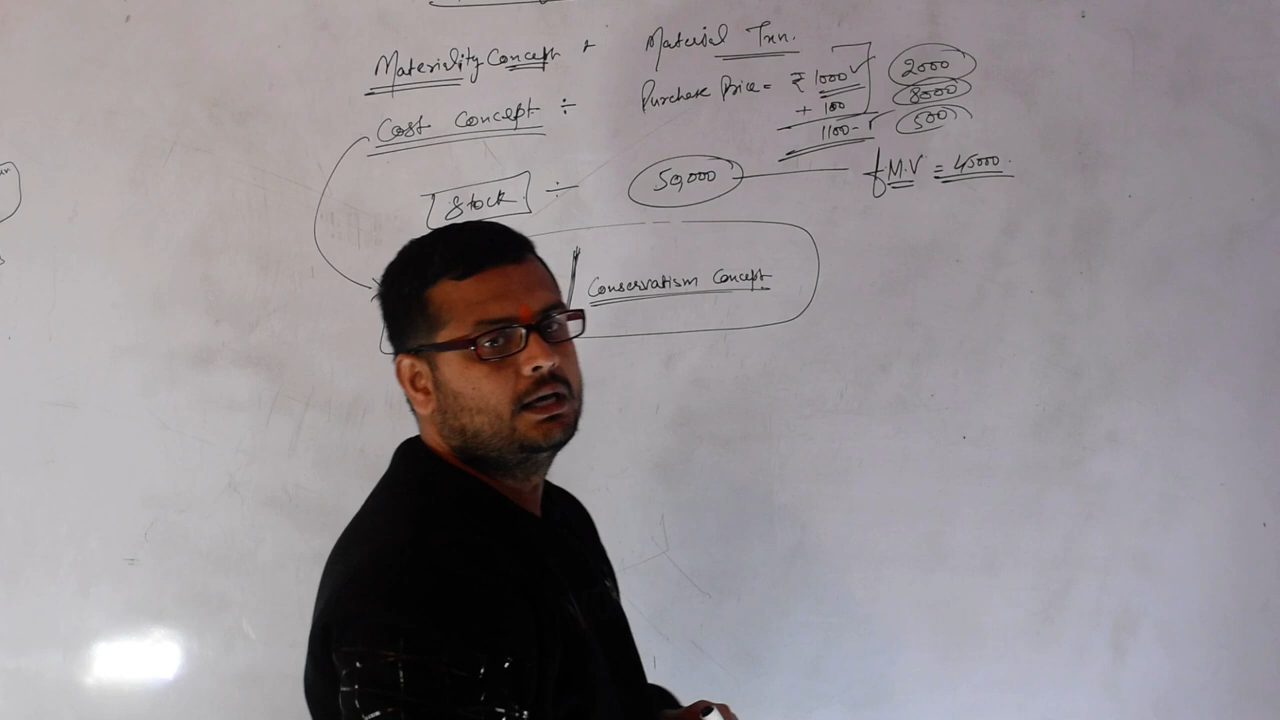 Materiality Concept ÷ Material Txn.
Cost Concept ÷ Purchase Price = ₹ 1000 ✓ 2000
+ 100 8000
1100 - 500
Stock ÷ 50,000 — F.M.V = 45000.
Conservatism Concept